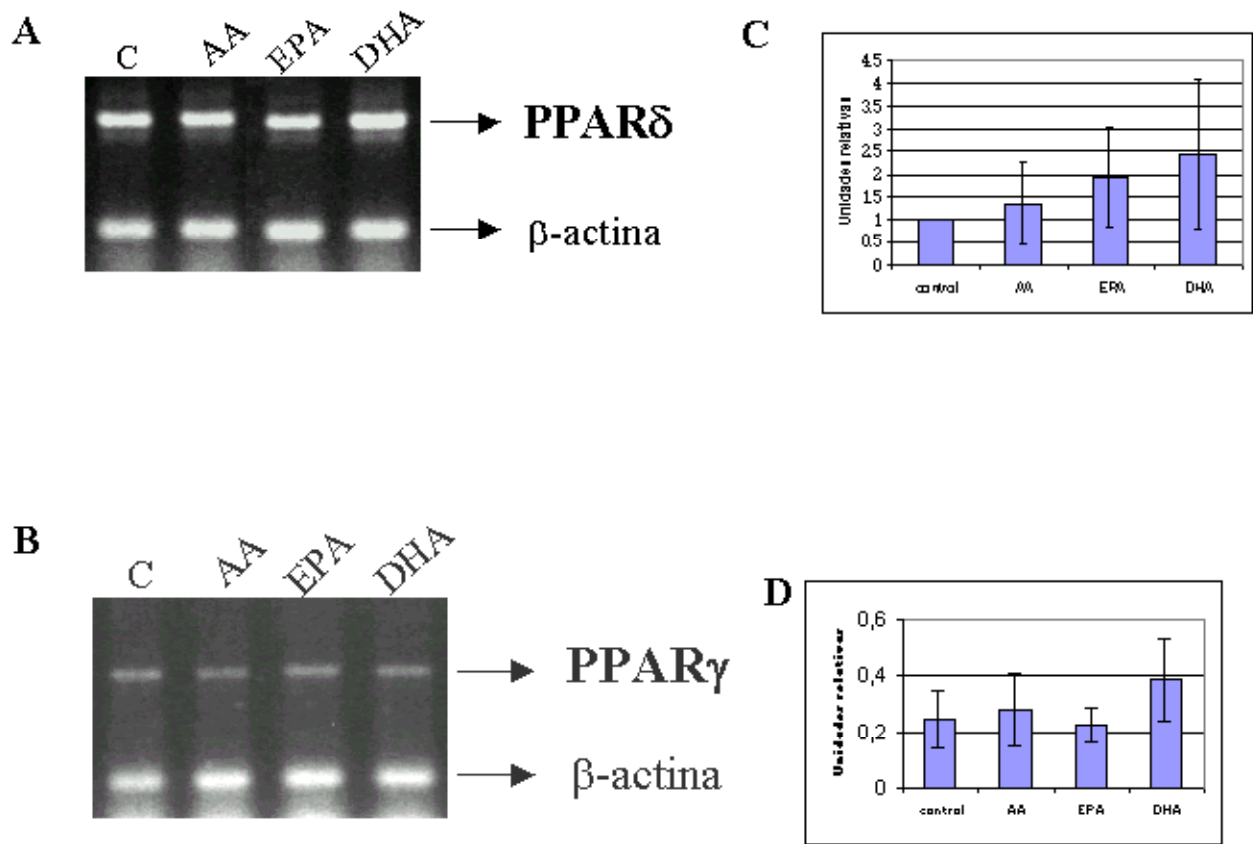 A
C AA EPA DHA
PPARδ
β-actina
C
4.5
4
3.5
3
2.5
2
1.5
1
0.5
0
Unidades relativas
control AA EPA DHA
B
C AA EPA DHA
PPARγ
β-actina
D
0,6
0,4
0,2
0
Unidades relativas
control AA EPA DHA